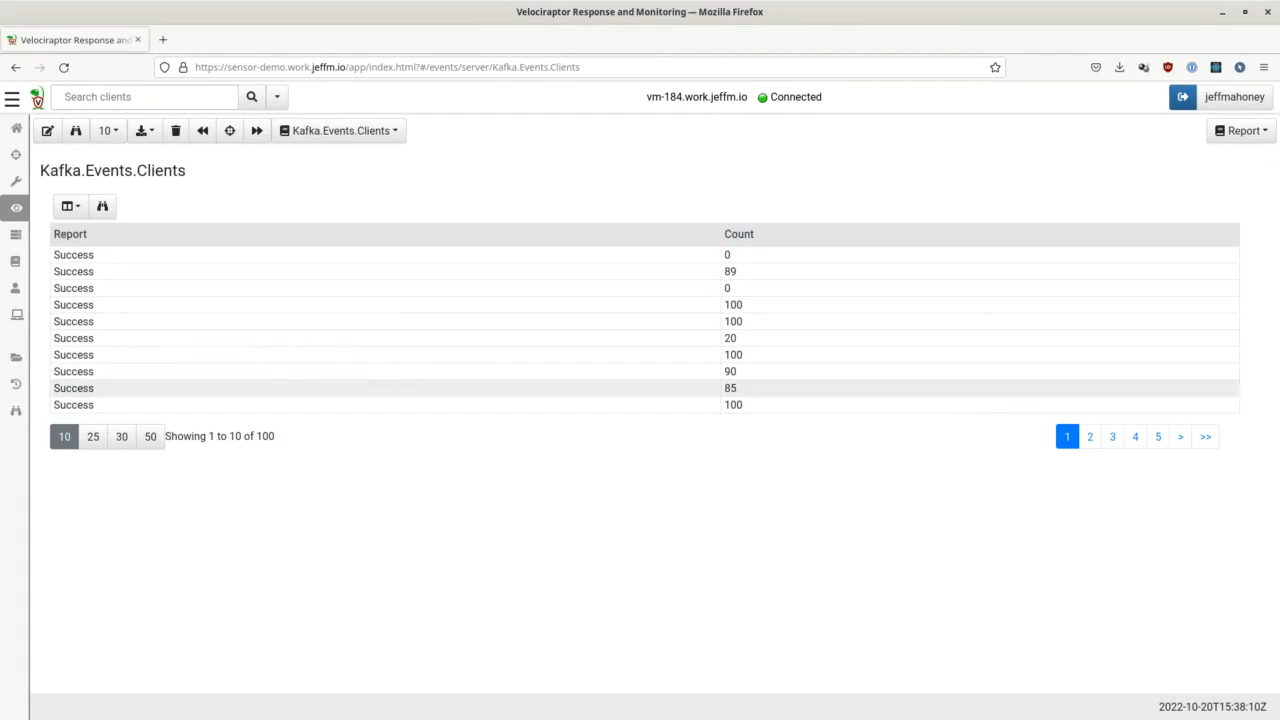 Velociraptor Response and Monitoring — Mozilla Firefox
Velociraptor Response and
https://sensor-demo.work.jeffm.io/app/index.html?#/events/server/Kafka.Events.Clients
Search clients
vm-184.work.jeffm.io Connected
jeffmahoney
10
Kafka.Events.Clients
Report
Kafka.Events.Clients
Report Count
Success 0
Success 89
Success 0
Success 100
Success 100
Success 20
Success 100
Success 90
Success 85
Success 100
10 25 30 50 Showing 1 to 10 of 100
1 2 3 4 5 > >>
2022-10-20T15:38:10Z